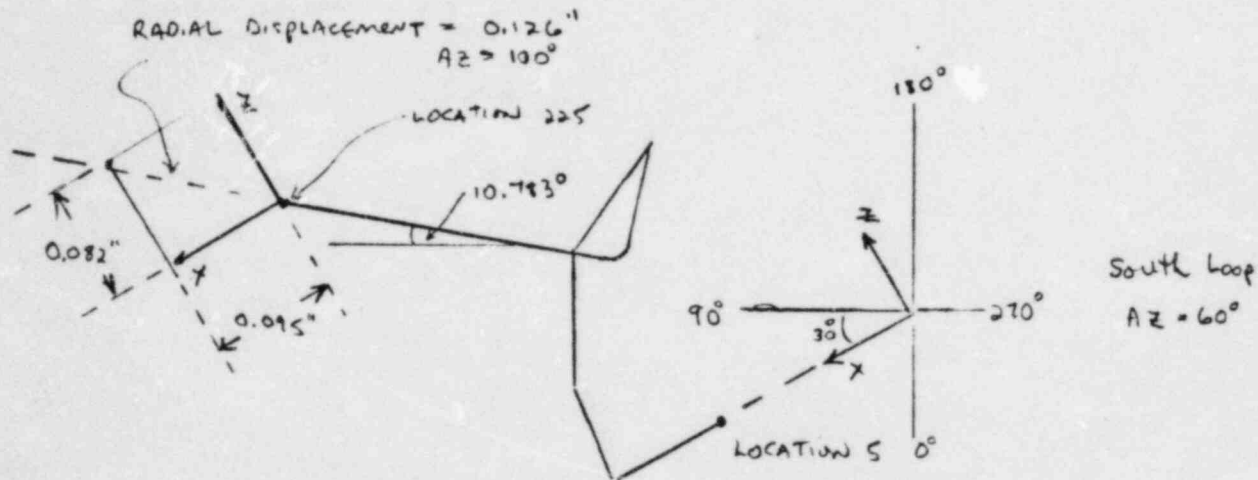 RADIAL DISPLACEMENT = 0.126"
AZ = 100°
Z
LOCATION 225
10.783°
0.082"
X
0.095"
180°
Z
90°
270°
30°
X
LOCATION 5
0°
South Loop
AZ = 60°